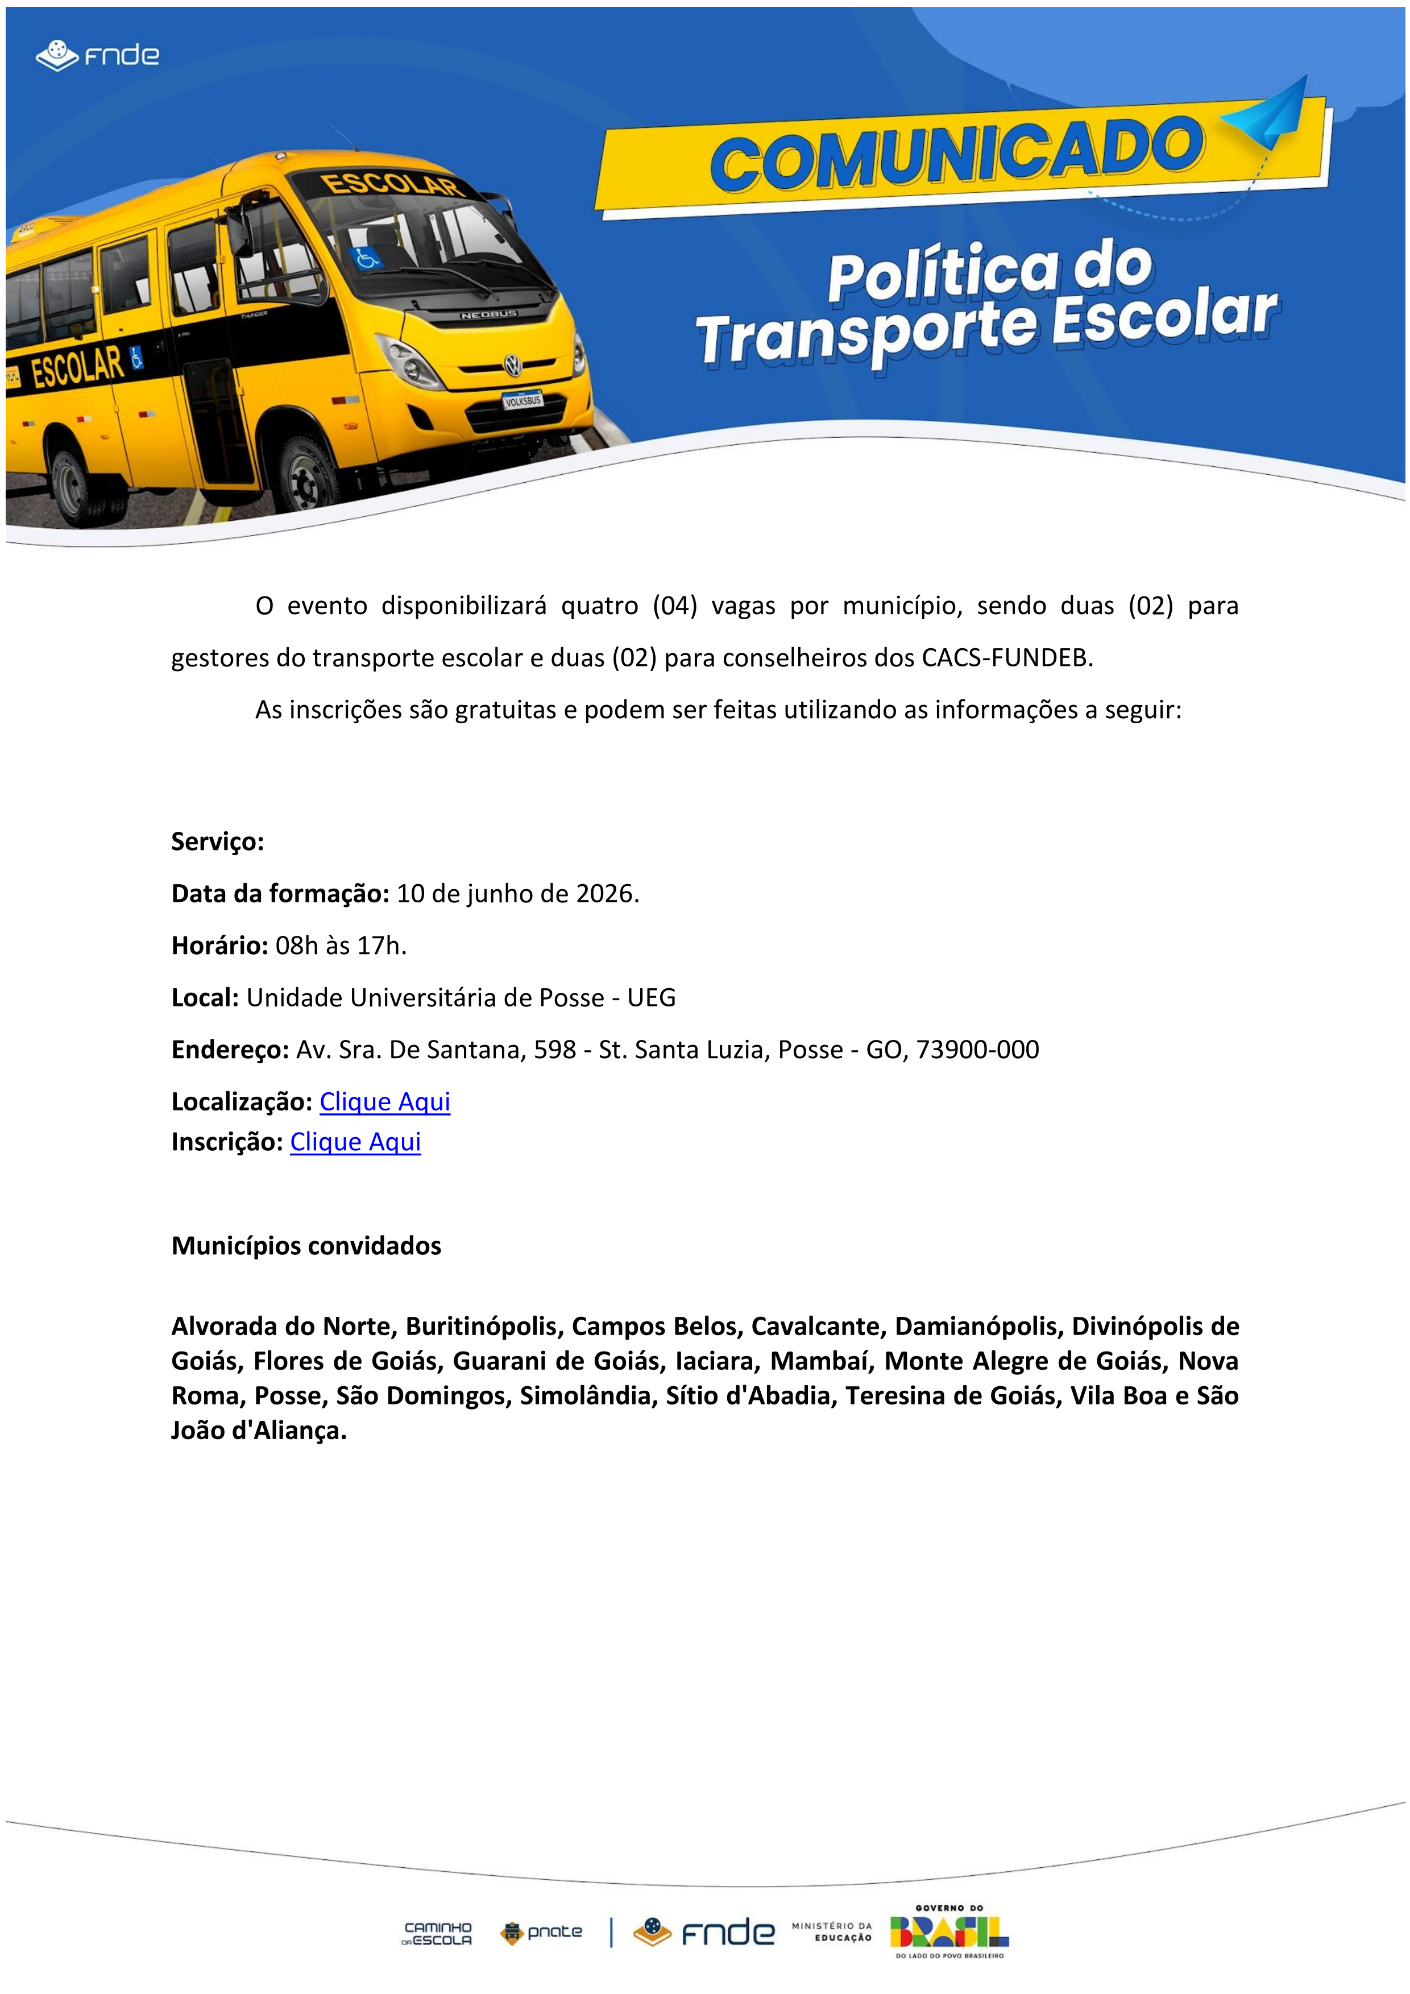 fnde
COMUNICADO
Política do
Transporte Escolar
ESCOLAR
THUNDER
NEOBUS
ESCOLAR
VOLKSBUS
O evento disponibilizará quatro (04) vagas por município, sendo duas (02) para
gestores do transporte escolar e duas (02) para conselheiros dos CACS-FUNDEB.
As inscrições são gratuitas e podem ser feitas utilizando as informações a seguir:
Serviço:
Data da formação: 10 de junho de 2026.
Horário: 08h às 17h.
Local: Unidade Universitária de Posse - UEG
Endereço: Av. Sra. De Santana, 598 - St. Santa Luzia, Posse - GO, 73900-000
Localização: Clique Aqui
Inscrição: Clique Aqui
Municípios convidados
Alvorada do Norte, Buritinópolis, Campos Belos, Cavalcante, Damianópolis, Divinópolis de
Goiás, Flores de Goiás, Guarani de Goiás, Iaciara, Mambaí, Monte Alegre de Goiás, Nova
Roma, Posse, São Domingos, Simolândia, Sítio d'Abadia, Teresina de Goiás, Vila Boa e São
João d'Aliança.
CAMINHO
DA ESCOLA
pnate
fnde
MINISTÉRIO DA
EDUCAÇÃO
GOVERNO DO
BRASIL
DO LADO DO POVO BRASILEIRO